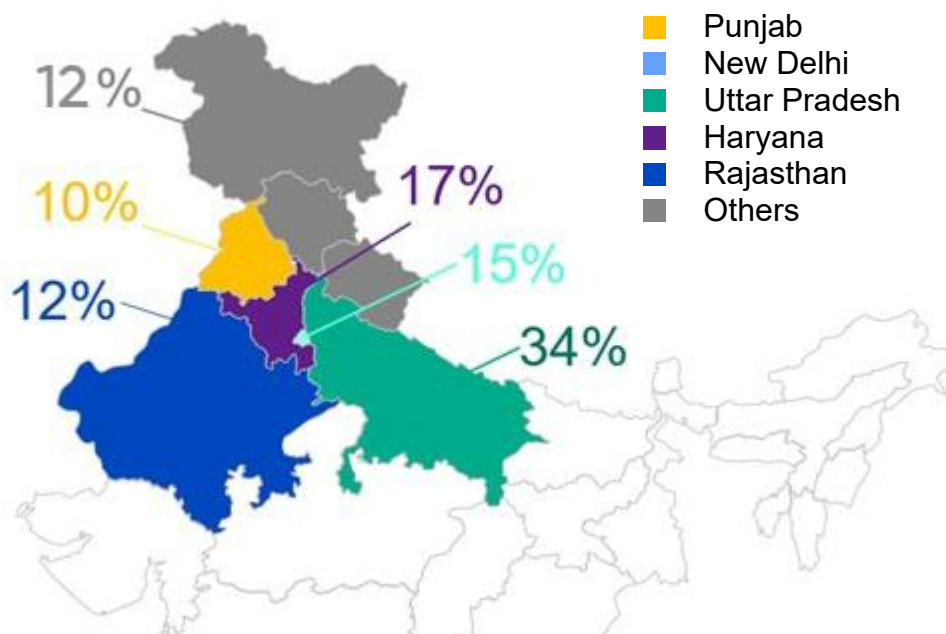 Punjab
New Delhi
Uttar Pradesh
Haryana
Rajasthan
Others
12%
10%
17%
15%
12%
34%